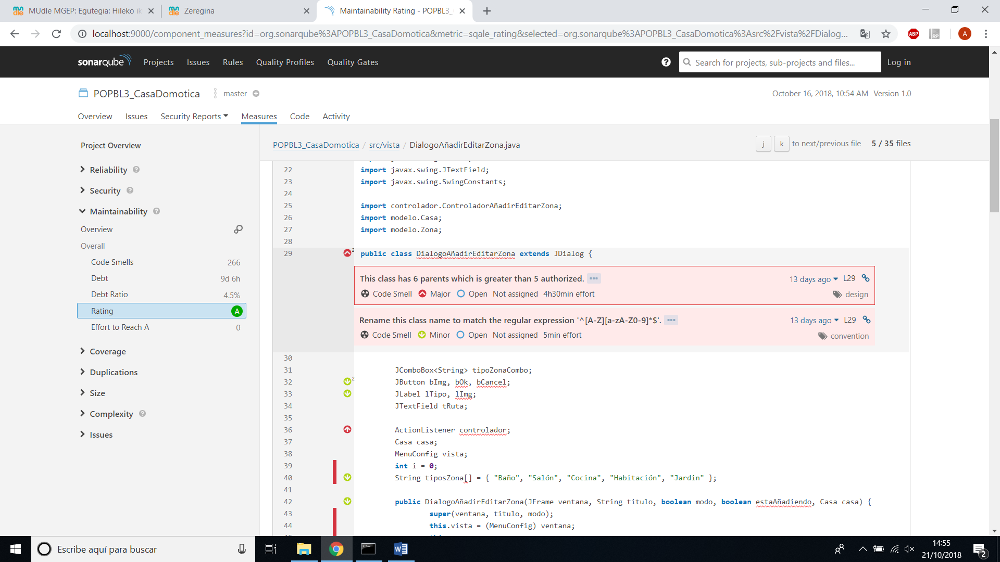 MUdle MGEP: Egutegia: Hileko ik
Zeregina
Maintainability Rating - POPBL3_
localhost:9000/component_measures?id=org.sonarqube%3APOPBL3_CasaDomotica&metric=sqale_rating&selected=org.sonarqube%3APOPBL3_CasaDomotica%3Asrc%2Fvista%2FDialog...
ABP
RP
A
sonarqube
Projects
Issues
Rules
Quality Profiles
Quality Gates
Search for projects, sub-projects and files...
Log in
POPBL3_CasaDomotica
master
October 16, 2018, 10:54 AM Version 1.0
Overview
Issues
Security Reports
Measures
Code
Activity
Project Overview
Reliability
Security
Maintainability
Overview
Overall
Code Smells 266
Debt 9d 6h
Debt Ratio 4.5%
Rating A
Effort to Reach A 0
Coverage
Duplications
Size
Complexity
Issues
POPBL3_CasaDomotica / src/vista / DialogoAñadirEditarZona.java
j k to next/previous file 5 / 35 files
22 import javax.swing.JTextField;
23 import javax.swing.SwingConstants;
24
25 import controlador.ControladorAñadirEditarZona;
26 import modelo.Casa;
27 import modelo.Zona;
28
29 2 public class DialogoAñadirEditarZona extends JDialog {
This class has 6 parents which is greater than 5 authorized. ••• 13 days ago L29
Code Smell Major Open Not assigned 4h30min effort design
Rename this class name to match the regular expression '^[A-Z][a-zA-Z0-9]*$'. ••• 13 days ago L29
Code Smell Minor Open Not assigned 5min effort convention
30
31 JComboBox<String> tipoZonaCombo;
32 2 JButton bImg, bOk, bCancel;
33 JLabel lTipo, lImg;
34 JTextField tRuta;
35
36 ActionListener controlador;
37 Casa casa;
38 MenuConfig vista;
39 int i = 0;
40 String tiposZona[] = { "Baño", "Salón", "Cocina", "Habitación", "Jardin" };
41
42 public DialogoAñadirEditarZona(JFrame ventana, String titulo, boolean modo, boolean estaAñadiendo, Casa casa) {
43 super(ventana, titulo, modo);
44 this.vista = (MenuConfig) ventana;
Escribe aquí para buscar
14:55
21/10/2018
2